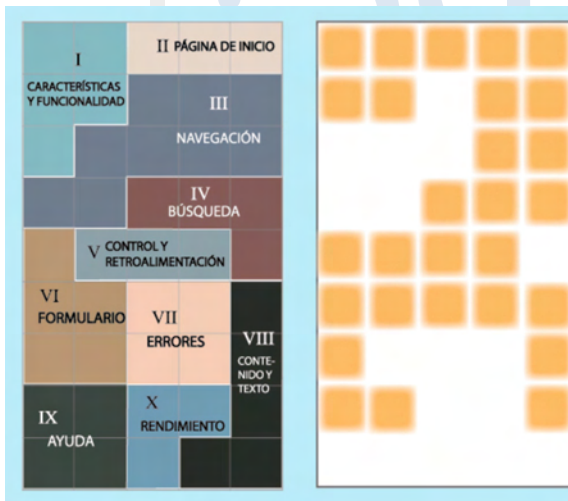 I
CARACTERÍSTICAS
Y FUNCIONALIDAD
II PÁGINA DE INICIO
III
NAVEGACIÓN
IV
BÚSQUEDA
V CONTROL Y
RETROALIMENTACIÓN
VI
FORMULARIO
VII
ERRORES
VIII
CONTE-
NIDO Y
TEXTO
IX
AYUDA
X
RENDIMIENTO